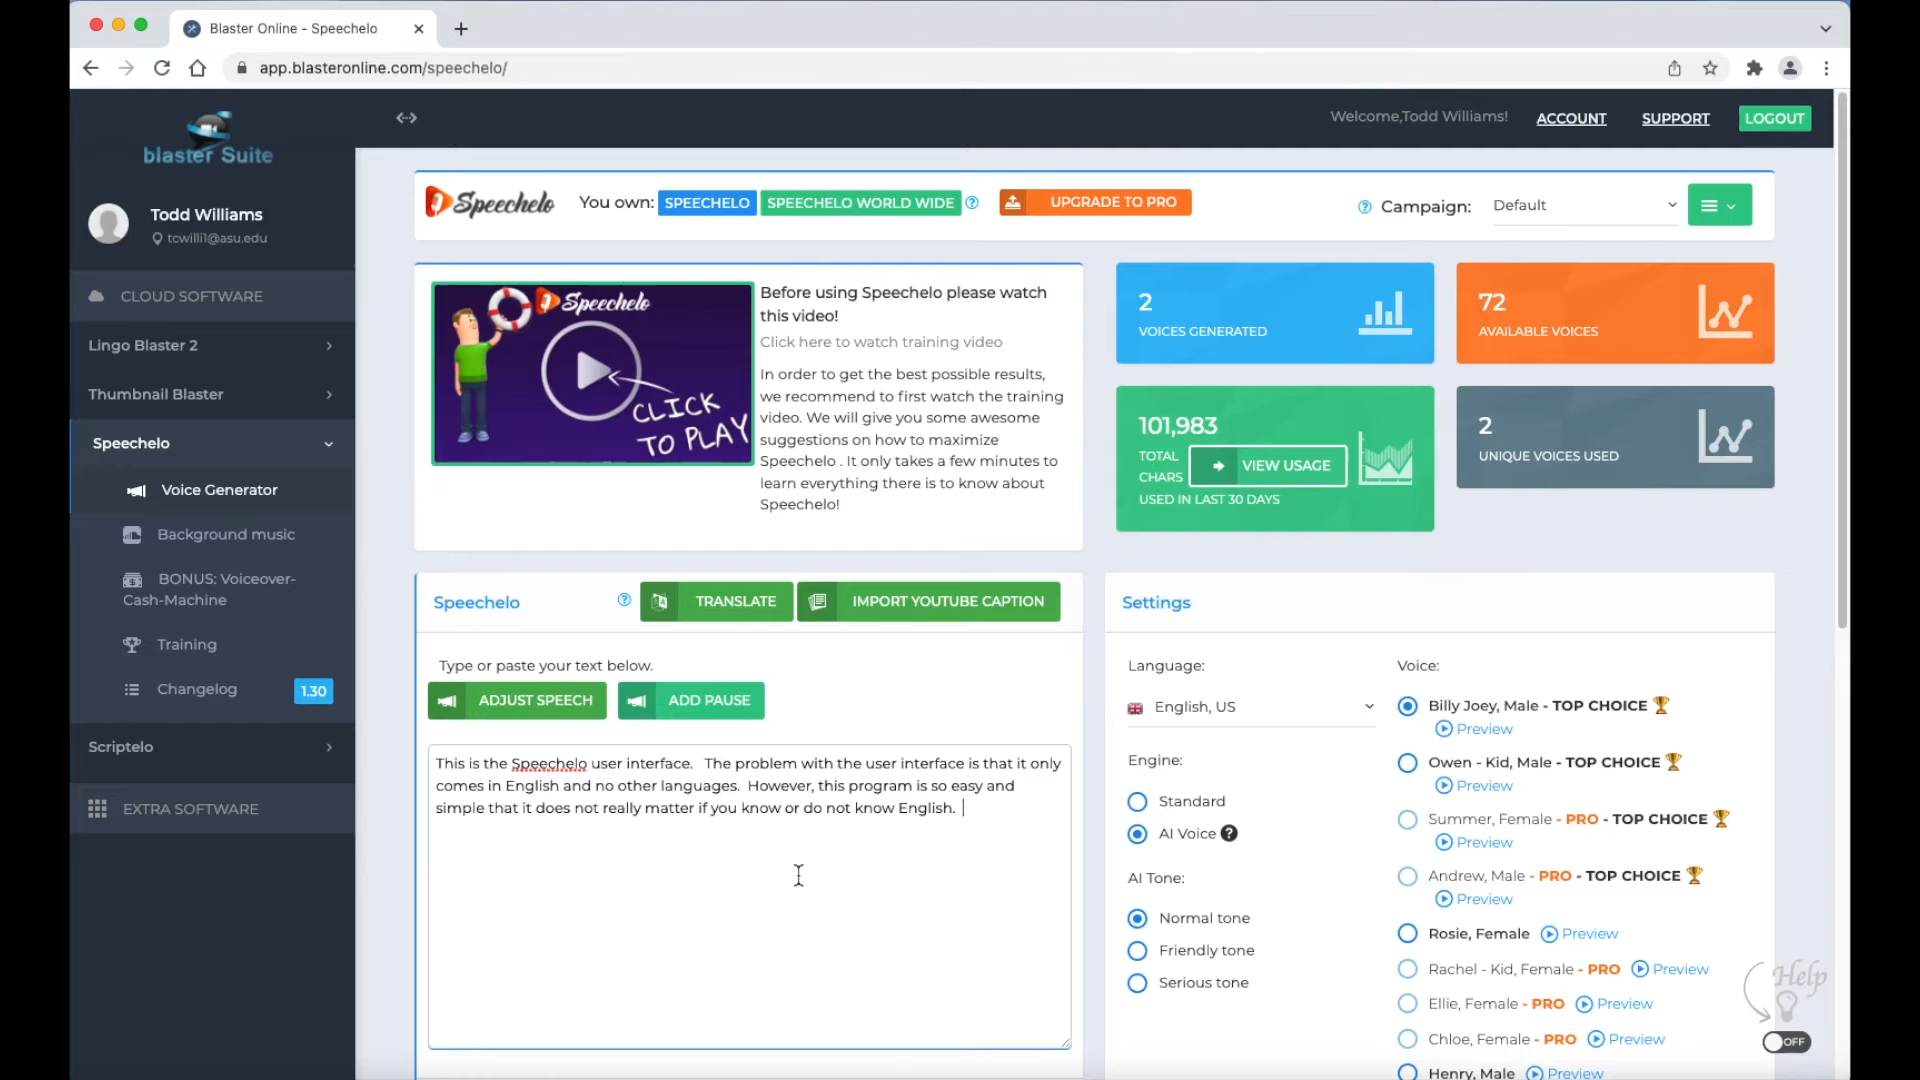 Blaster Online - Speechelo
app.blasteronline.com/speechelo/
blaster Suite
Welcome,Todd Williams!
ACCOUNT
SUPPORT
LOGOUT
Todd Williams
tcwilli1@asu.edu
CLOUD SOFTWARE
Lingo Blaster 2
Thumbnail Blaster
Speechelo
Voice Generator
Background music
BONUS: Voiceover-
Cash-Machine
Training
Changelog 1.30
Scriptelo
EXTRA SOFTWARE
Speechelo
You own: SPEECHELO SPEECHELO WORLD WIDE
UPGRADE TO PRO
Campaign: Default
Speechelo
CLICK
TO PLAY
Before using Speechelo please watch
this video!
Click here to watch training video
In order to get the best possible results,
we recommend to first watch the training
video. We will give you some awesome
suggestions on how to maximize
Speechelo . It only takes a few minutes to
learn everything there is to know about
Speechelo!
2
VOICES GENERATED
72
AVAILABLE VOICES
101,983
TOTAL
CHARS
VIEW USAGE
USED IN LAST 30 DAYS
2
UNIQUE VOICES USED
Speechelo
TRANSLATE
IMPORT YOUTUBE CAPTION
Type or paste your text below.
ADJUST SPEECH
ADD PAUSE
This is the Speechelo user interface. The problem with the user interface is that it only
comes in English and no other languages. However, this program is so easy and
simple that it does not really matter if you know or do not know English.
Settings
Language:
English, US
Engine:
Standard
AI Voice
AI Tone:
Normal tone
Friendly tone
Serious tone
Voice:
Billy Joey, Male - TOP CHOICE
Preview
Owen - Kid, Male - TOP CHOICE
Preview
Summer, Female - PRO - TOP CHOICE
Preview
Andrew, Male - PRO - TOP CHOICE
Preview
Rosie, Female Preview
Rachel - Kid, Female - PRO Preview
Ellie, Female - PRO Preview
Chloe, Female - PRO Preview
Henry, Male Preview
Help
OFF